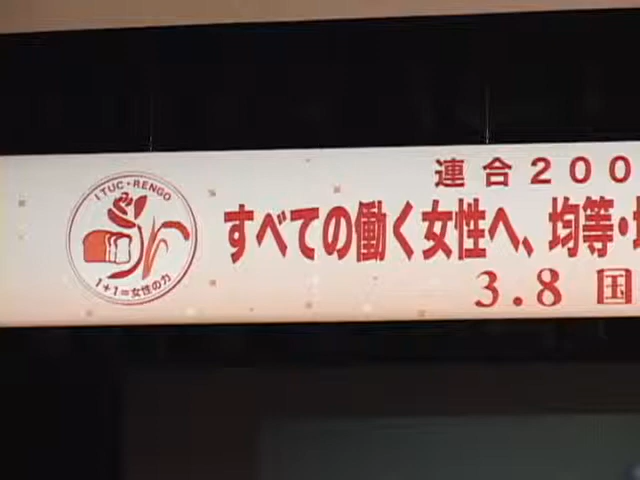 ITUC・RENGO
1+1=女性の力
連合200
すべての働く女性へ、均等・
3.8 国